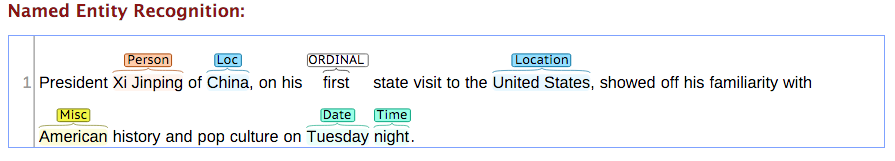 Named Entity Recognition:
Person Loc ORDINAL Location
1 President Xi Jinping of China, on his first state visit to the United States, showed off his familiarity with
Misc Date Time
American history and pop culture on Tuesday night.